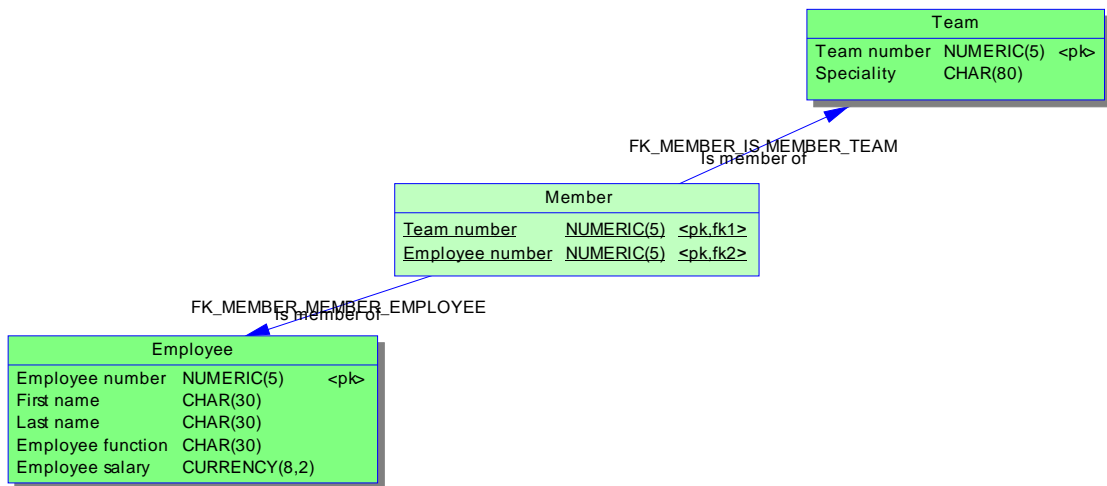 Team
Team number NUMERIC(5) <pk>
Speciality CHAR(80)
FK_MEMBER_IS MEMBER_TEAM
Is member of
Member
Team number NUMERIC(5) <pk,fk1>
Employee number NUMERIC(5) <pk,fk2>
FK_MEMBER_MEMBER_EMPLOYEE
Is member of
Employee
Employee number NUMERIC(5) <pk>
First name CHAR(30)
Last name CHAR(30)
Employee function CHAR(30)
Employee salary CURRENCY(8,2)